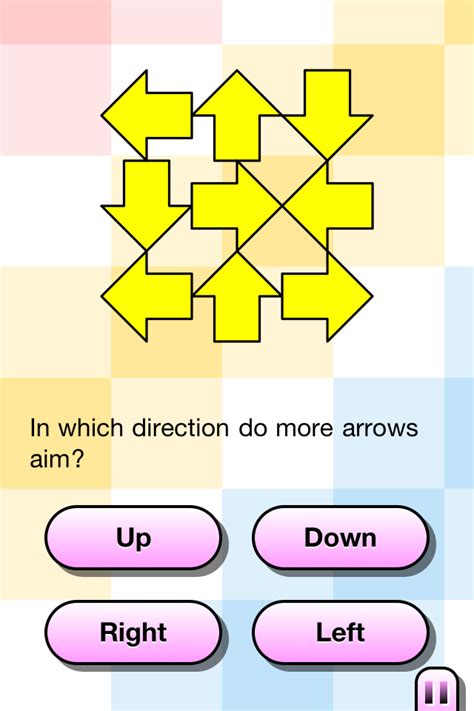 In which direction do more arrows
aim?
Up
Down
Right
Left